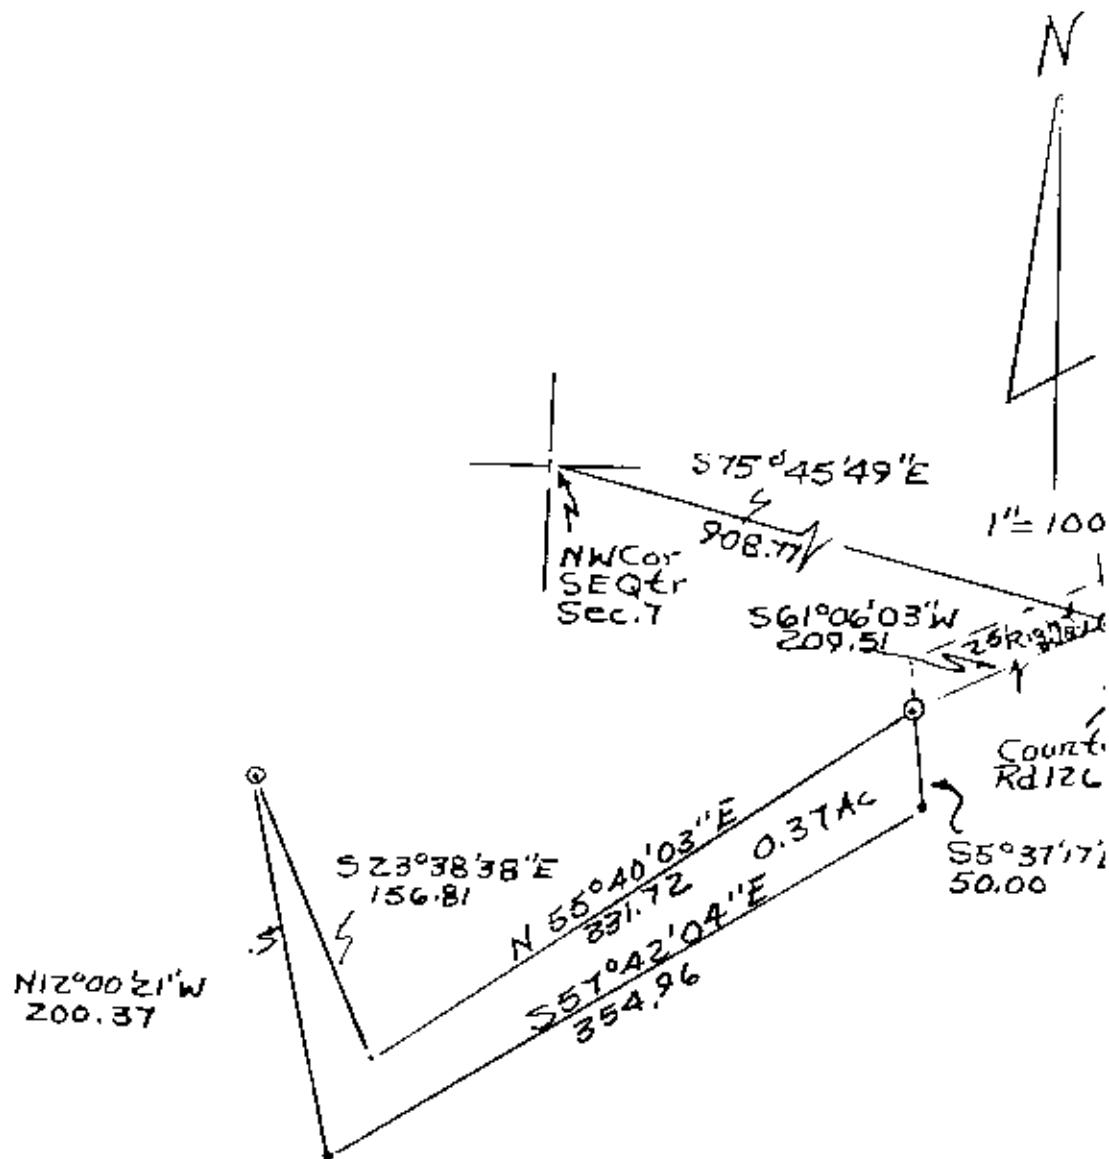 N
S75°45'49"E
908.77
1"=100
NWCor
SEQtr
Sec.7
S61°06'03"W
209.51
Rd126
S23°38'38"E
156.81
N 55°40'03"E
331.72
0.37Ac
S5°37'17"E
50.00
S57°42'04"E
354.96
N12°00'21"W
200.37